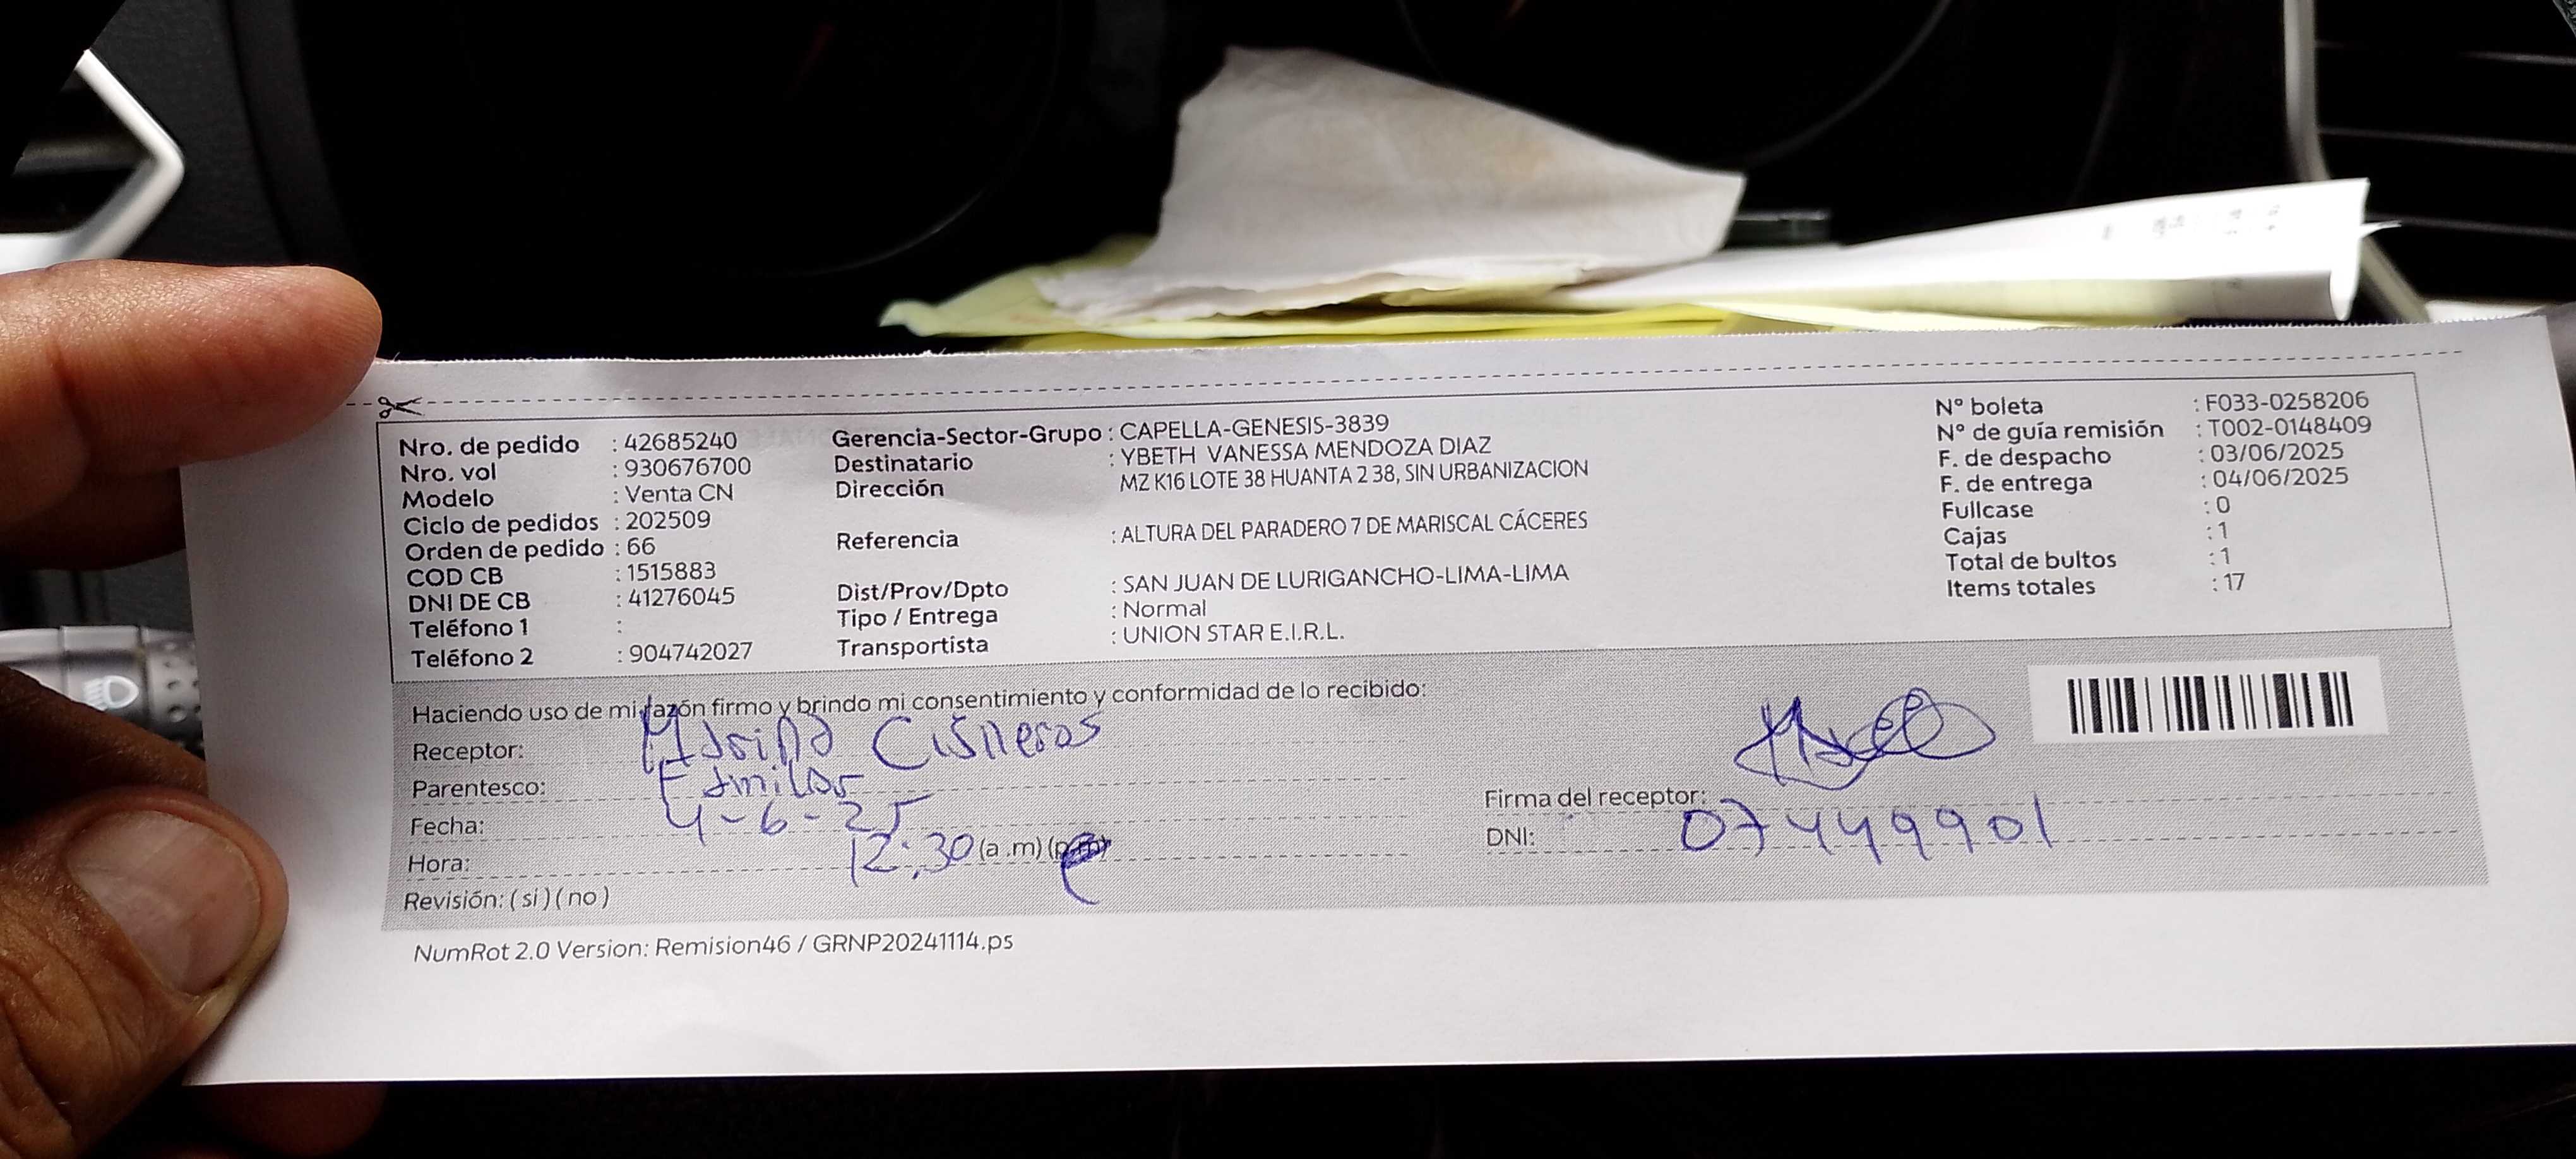 Nro. de pedido : 42685240
Nro. vol : 930676700
Modelo : Venta CN
Ciclo de pedidos : 202509
Orden de pedido : 66
COD CB : 1515883
DNI DE CB : 41276045
Teléfono 1 :
Teléfono 2 : 904742027
Gerencia-Sector-Grupo : CAPELLA-GENESIS-3839
Destinatario : YBETH VANESSA MENDOZA DIAZ
Dirección MZ K16 LOTE 38 HUANTA 2 38, SIN URBANIZACION
Referencia : ALTURA DEL PARADERO 7 DE MARISCAL CÁCERES
Dist/Prov/Dpto : SAN JUAN DE LURIGANCHO-LIMA-LIMA
Tipo / Entrega : Normal
Transportista : UNION STAR E.I.R.L.
N° boleta : F033-0258206
N° de guía remisión : T002-0148409
F. de despacho : 03/06/2025
F. de entrega : 04/06/2025
Fullcase : 0
Cajas : 1
Total de bultos : 1
Items totales : 17
Haciendo uso de mi razón firmo y brindo mi consentimiento y conformidad de lo recibido:
Receptor: Marina Cisneros
Parentesco: Familiar
Fecha: 4-6-25
Hora: 12:30 (a.m) (p.m)
Revisión: ( si ) ( no )
Firma del receptor:
DNI: 07449901
NumRot 2.0 Version: Remision46 / GRNP20241114.ps